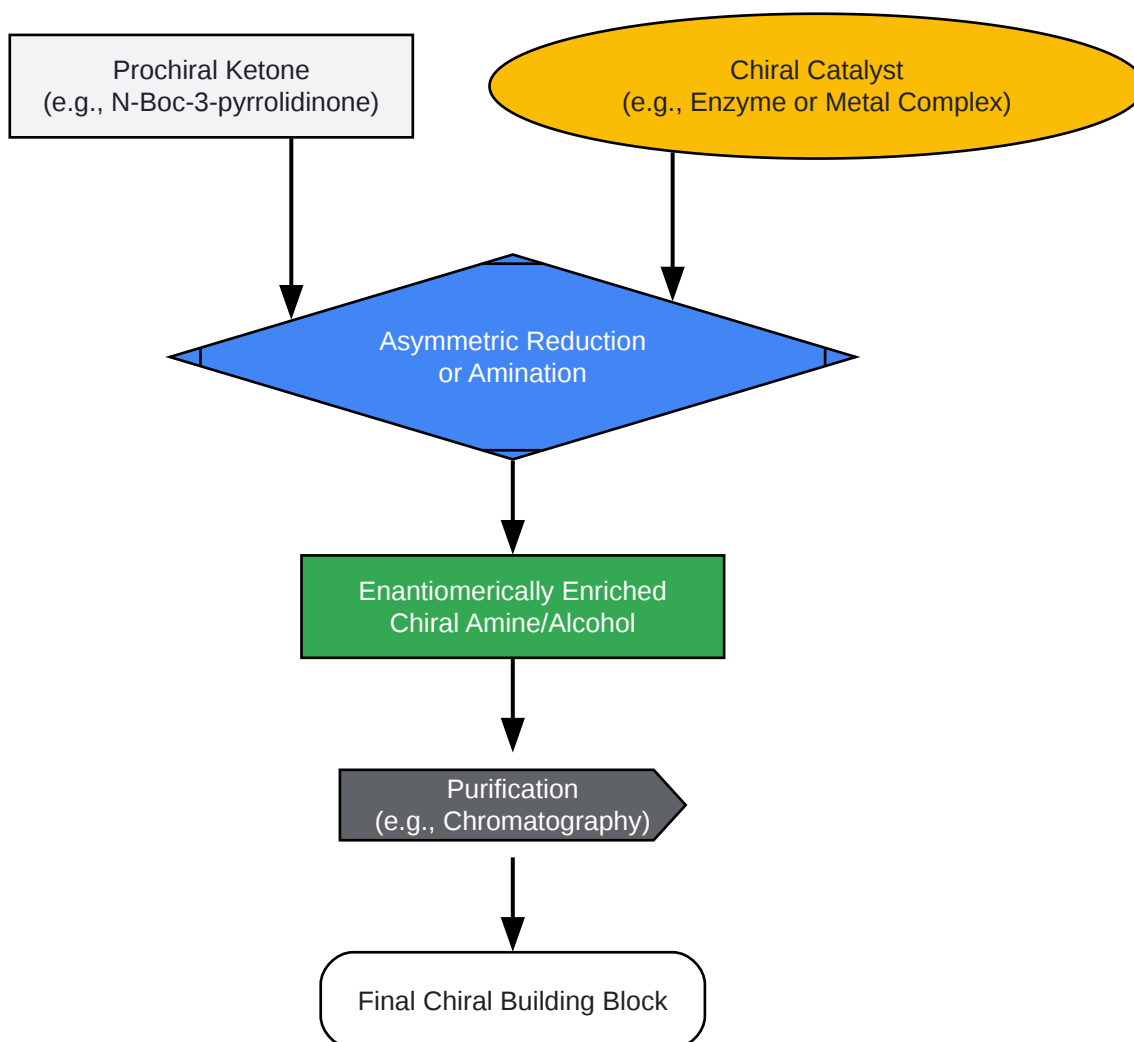 Prochiral Ketone
(e.g., N-Boc-3-pyrrolidinone)
Chiral Catalyst
(e.g., Enzyme or Metal Complex)
Asymmetric Reduction
or Amination
Enantiomerically Enriched
Chiral Amine/Alcohol
Purification
(e.g., Chromatography)
Final Chiral Building Block